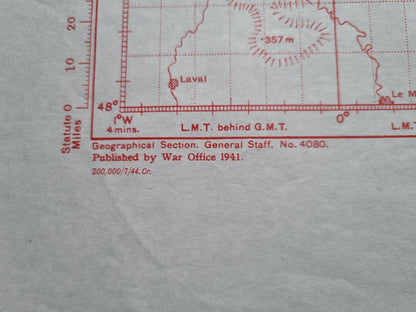 20
10
Statute 0
Miles
357 m
Laval
Le M
48°
1°W
0°
4 mins.
L.M.T. behind G.M.T.
L.M.T
Geographical Section, General Staff, No. 4080.
Published by War Office 1941.
200,000/7/44. Cr.